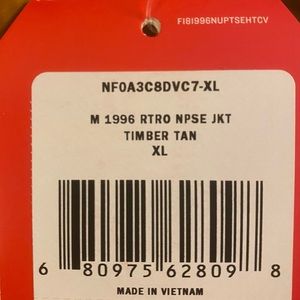 FI81996NUPTSEHTCV
NF0A3C8DVC7-XL
M 1996 RTRO NPSE JKT
TIMBER TAN
XL
6 80975 62809 8
MADE IN VIETNAM